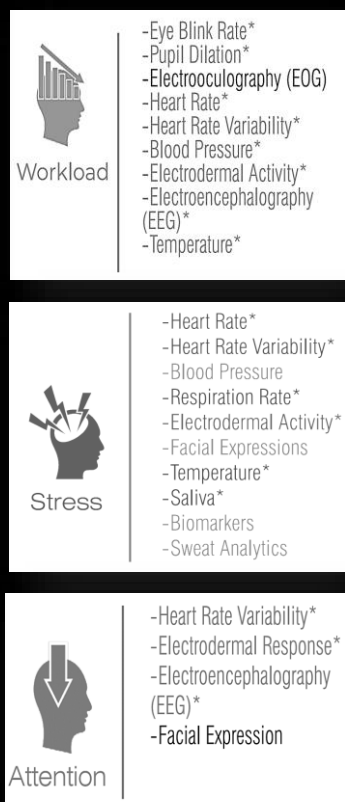 -Eye Blink Rate*
-Pupil Dilation*
-Electrooculography (EOG)
-Heart Rate*
-Heart Rate Variability*
-Blood Pressure*
-Electrodermal Activity*
-Electroencephalography
(EEG)*
-Temperature*
Workload
-Heart Rate*
-Heart Rate Variability*
-Blood Pressure
-Respiration Rate*
-Electrodermal Activity*
-Facial Expressions
-Temperature*
-Saliva*
-Biomarkers
-Sweat Analytics
Stress
-Heart Rate Variability*
-Electrodermal Response*
-Electroencephalography
(EEG)*
-Facial Expression
Attention